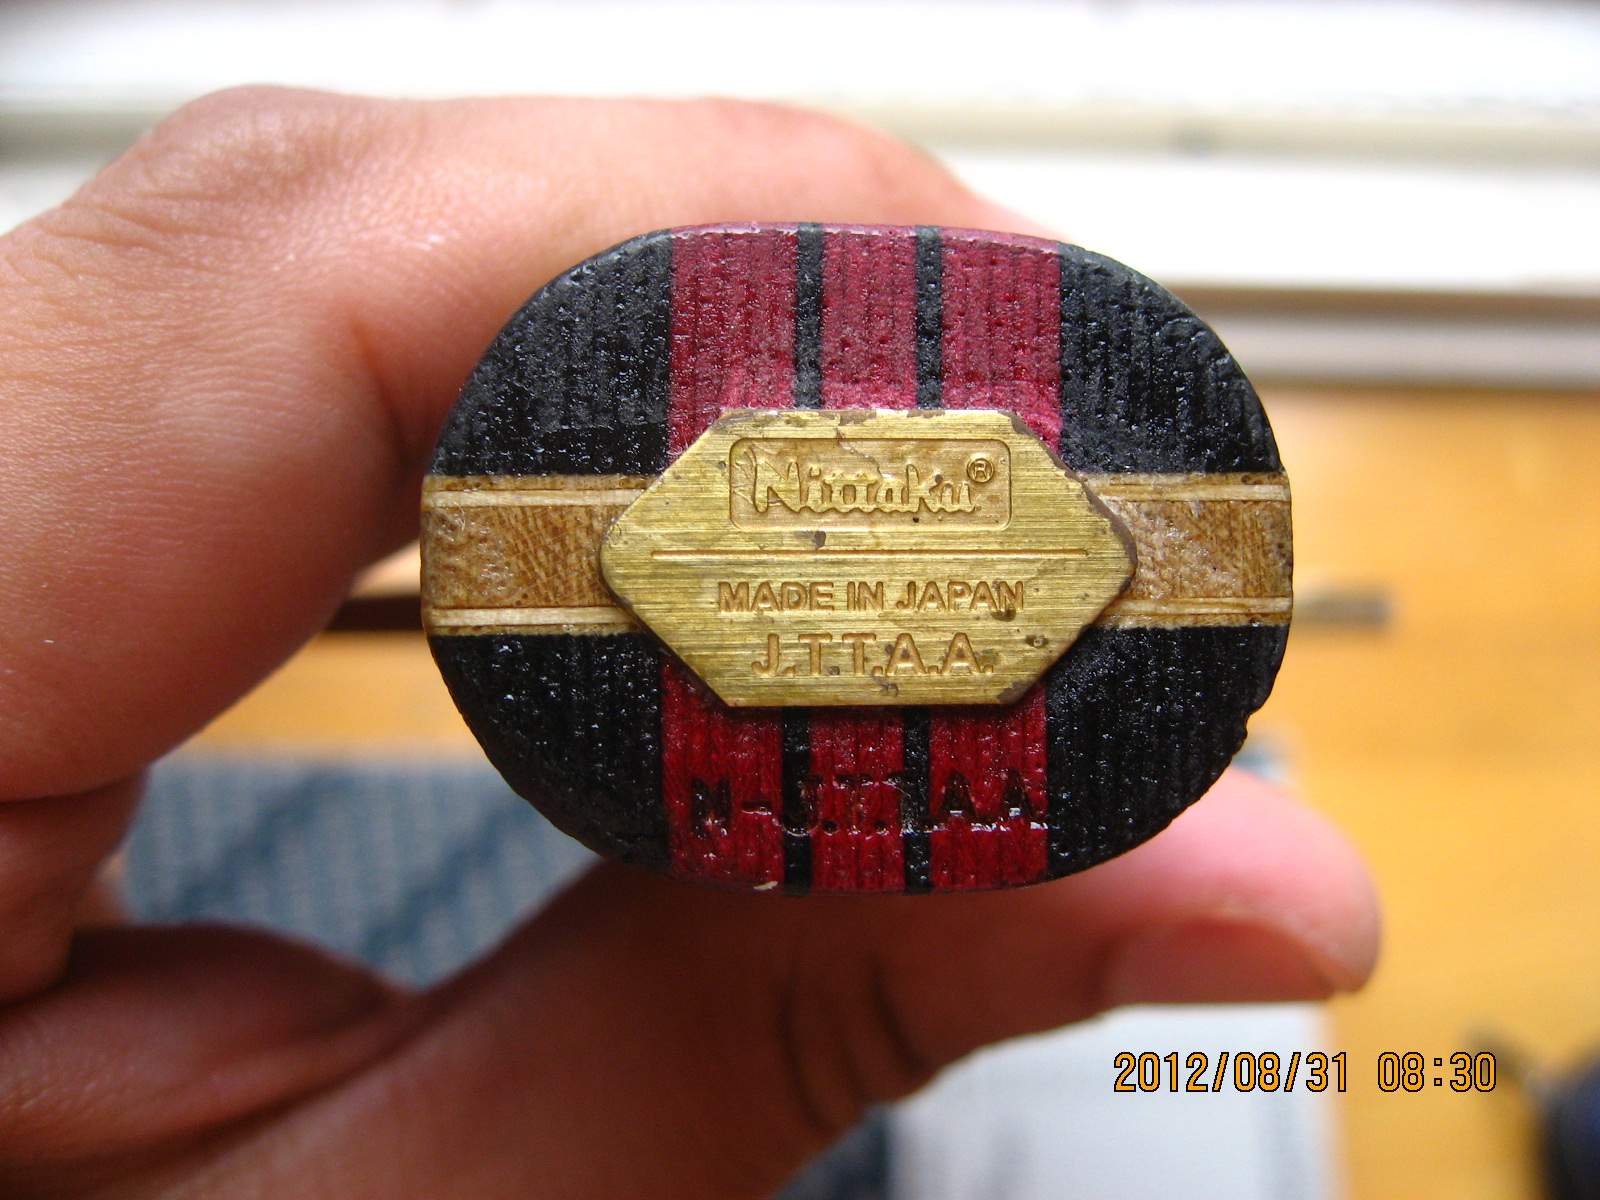 Nittaku®
MADE IN JAPAN
J.T.T.A.A.
N-J.T.T.A.A
2012/08/31 08:30